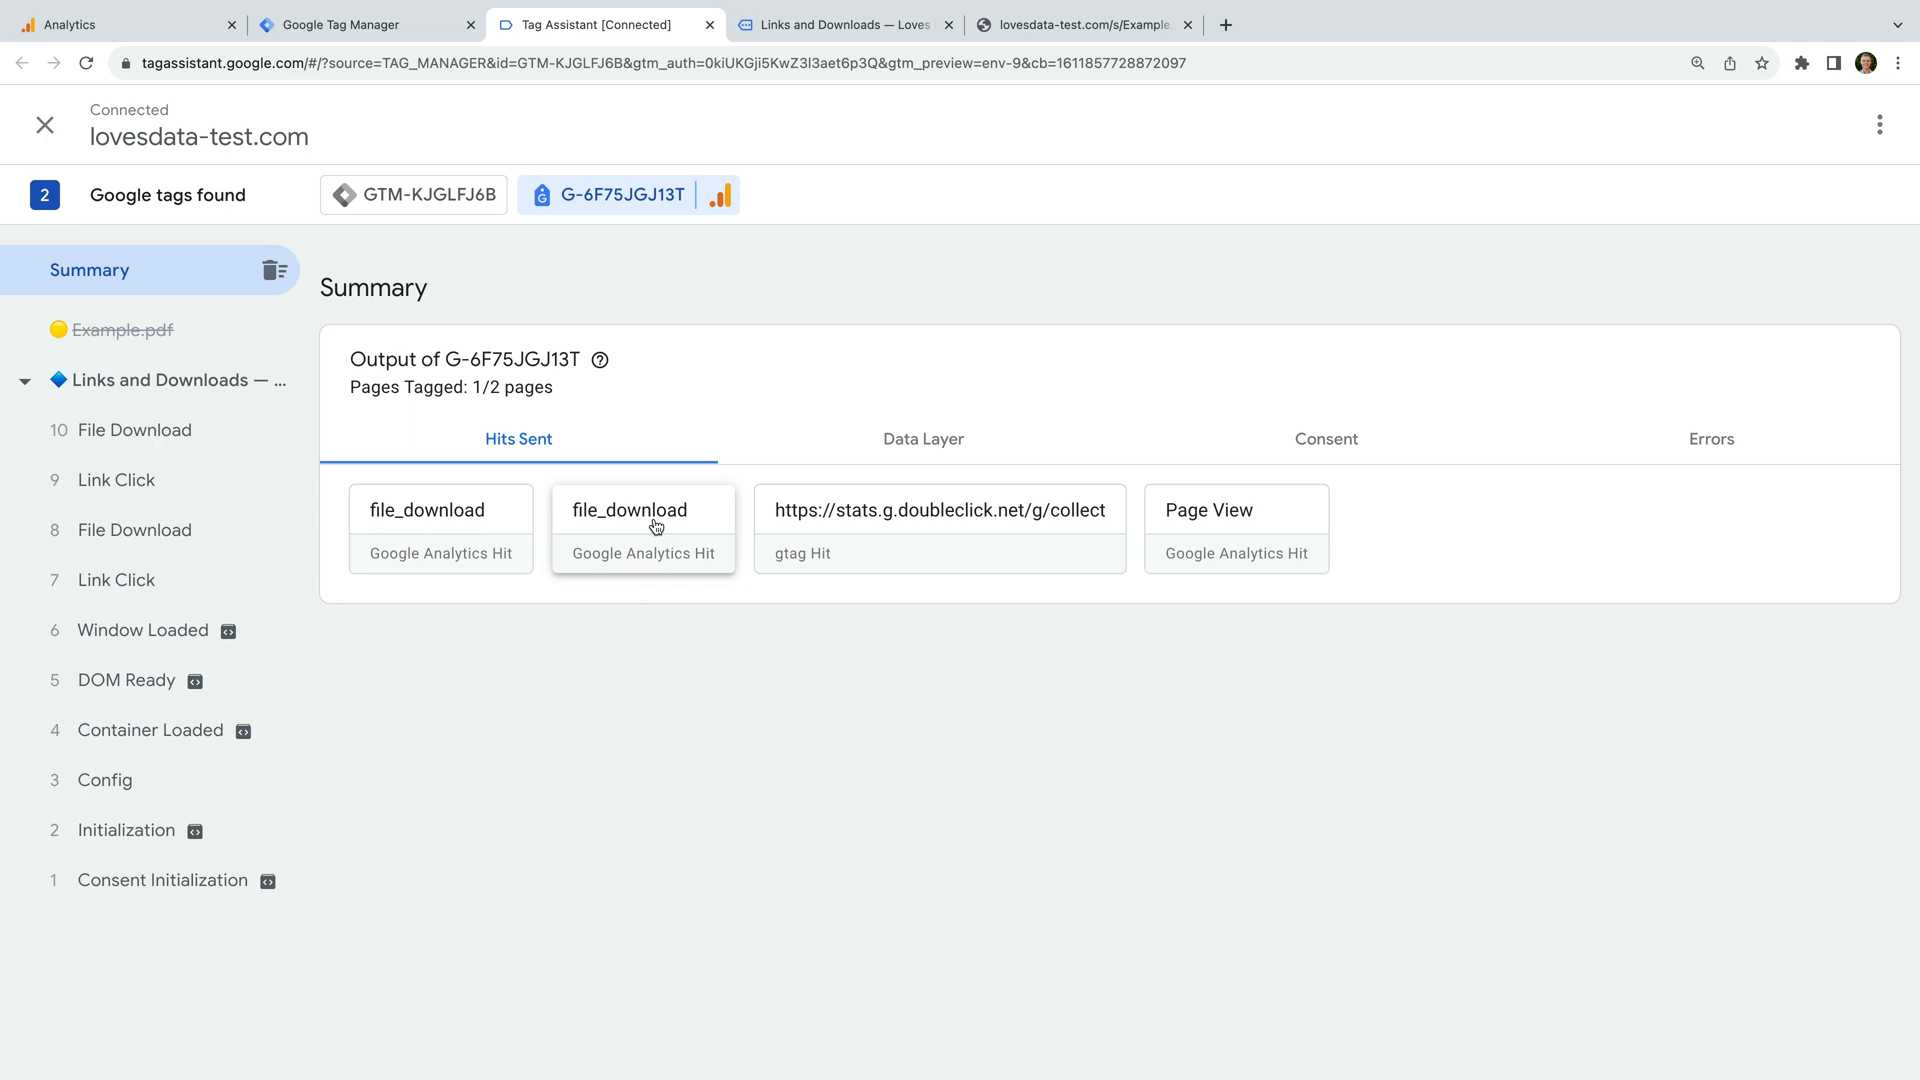 Analytics
Google Tag Manager
Tag Assistant [Connected]
Links and Downloads — Loves
lovesdata-test.com/s/Example.
tagassistant.google.com/#/?source=TAG_MANAGER&id=GTM-KJGLFJ6B&gtm_auth=0kiUKGji5KwZ3l3aet6p3Q&gtm_preview=env-9&cb=1611857728872097
Connected
lovesdata-test.com
2 Google tags found
GTM-KJGLFJ6B
G-6F75JGJ13T
Summary
Example.pdf
Links and Downloads — ...
10 File Download
9 Link Click
8 File Download
7 Link Click
6 Window Loaded
5 DOM Ready
4 Container Loaded
3 Config
2 Initialization
1 Consent Initialization
Summary
Output of G-6F75JGJ13T
Pages Tagged: 1/2 pages
Hits Sent
Data Layer
Consent
Errors
file_download
Google Analytics Hit
file_download
Google Analytics Hit
https://stats.g.doubleclick.net/g/collect
gtag Hit
Page View
Google Analytics Hit